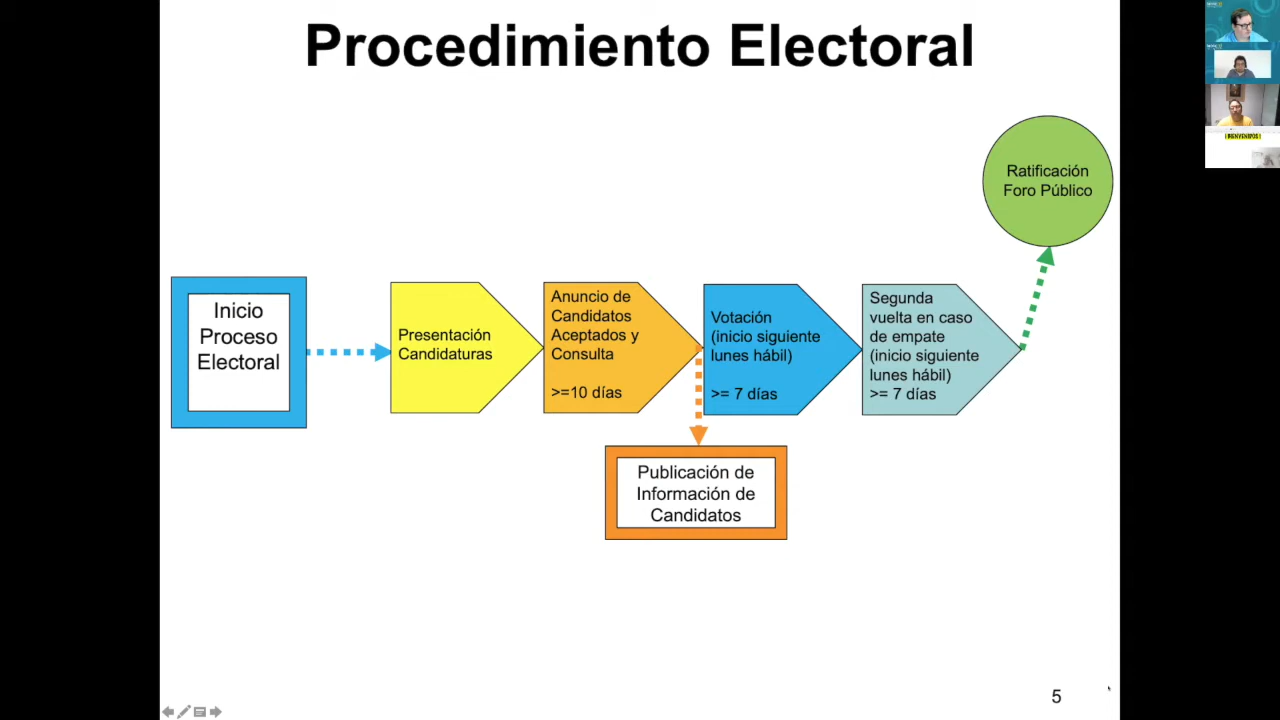 Procedimiento Electoral
Ratificación
Foro Público
Inicio
Proceso
Electoral
Presentación
Candidaturas
Anuncio de
Candidatos
Aceptados y
Consulta
>=10 días
Votación
(inicio siguiente
lunes hábil)
>= 7 días
Segunda
vuelta en caso
de empate
(inicio siguiente
lunes hábil)
>= 7 días
Publicación de
Información de
Candidatos
5
¡BIENVENIDOS!